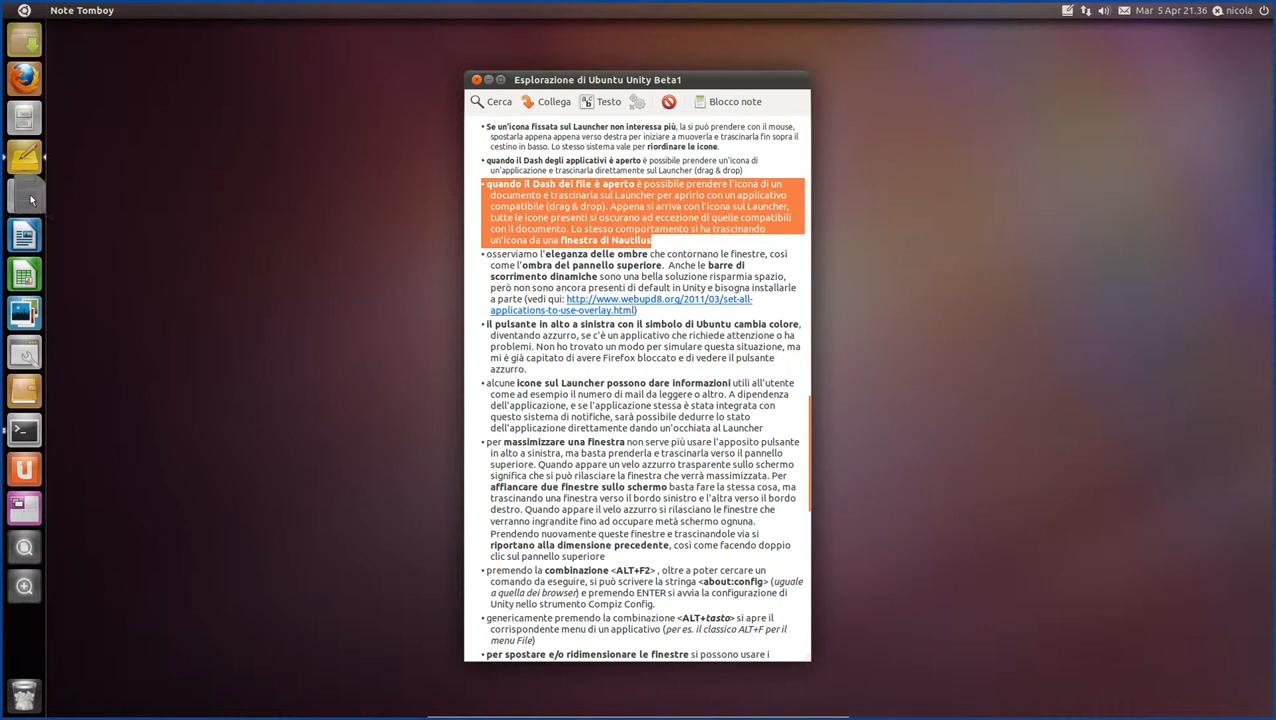 Note Tomboy
Mar 5 Apr 21.36
nicola
Esplorazione di Ubuntu Unity Beta1
Cerca
Collega
Testo
Blocco note
• Se un'icona fissata sul Launcher non interessa più, la si può prendere con il mouse,
spostarla appena appena verso destra per iniziare a muoverla e trascinarla fin sopra il
cestino in basso. Lo stesso sistema vale per riordinare le icone.
• quando il Dash degli applicativi è aperto è possibile prendere un'icona di
un'applicazione e trascinarla direttamente sul Launcher (drag & drop)
• quando il Dash dei file è aperto è possibile prendere l'icona di un
documento e trascinarla sul Launcher per aprirlo con un applicativo
compatibile (drag & drop). Appena si arriva con l'icona sul Launcher,
tutte le icone presenti si oscurano ad eccezione di quelle compatibili
con il documento. Lo stesso comportamento si ha trascinando
un'icona da una finestra di Nautilus
• osserviamo l'eleganza delle ombre che contornano le finestre, così
come l'ombra del pannello superiore. Anche le barre di
scorrimento dinamiche sono una bella soluzione risparmia spazio,
però non sono ancora presenti di default in Unity e bisogna installarle
a parte (vedi qui: http://www.webupd8.org/2011/03/set-all-
applications-to-use-overlay.html)
• il pulsante in alto a sinistra con il simbolo di Ubuntu cambia colore,
diventando azzurro, se c'è un applicativo che richiede attenzione o ha
problemi. Non ho trovato un modo per simulare questa situazione, ma
mi è già capitato di avere Firefox bloccato e di vedere il pulsante
azzurro.
• alcune icone sul Launcher possono dare informazioni utili all'utente
come ad esempio il numero di mail da leggere o altro. A dipendenza
dell'applicazione, e se l'applicazione stessa è stata integrata con
questo sistema di notifiche, sarà possibile dedurre lo stato
dell'applicazione direttamente dando un'occhiata al Launcher
• per massimizzare una finestra non serve più usare l'apposito pulsante
in alto a sinistra, ma basta prenderla e trascinarla verso il pannello
superiore. Quando appare un velo azzurro trasparente sullo schermo
significa che si può rilasciare la finestra che verrà massimizzata. Per
affiancare due finestre sullo schermo basta fare la stessa cosa, ma
trascinando una finestra verso il bordo sinistro e l'altra verso il bordo
destro. Quando appare il velo azzurro si rilasciano le finestre che
verranno ingrandite fino ad occupare metà schermo ognuna.
Prendendo nuovamente queste finestre e trascinandole via si
riportano alla dimensione precedente, così come facendo doppio
clic sul pannello superiore
• premendo la combinazione <ALT+F2> , oltre a poter cercare un
comando da eseguire, si può scrivere la stringa <about:config> (uguale
a quella dei browser) e premendo ENTER si avvia la configurazione di
Unity nello strumento Compiz Config.
• genericamente premendo la combinazione <ALT+tasto> si apre il
corrispondente menu di un applicativo (per es. il classico ALT+F per il
menu File)
• per spostare e/o ridimensionare le finestre si possono usare i